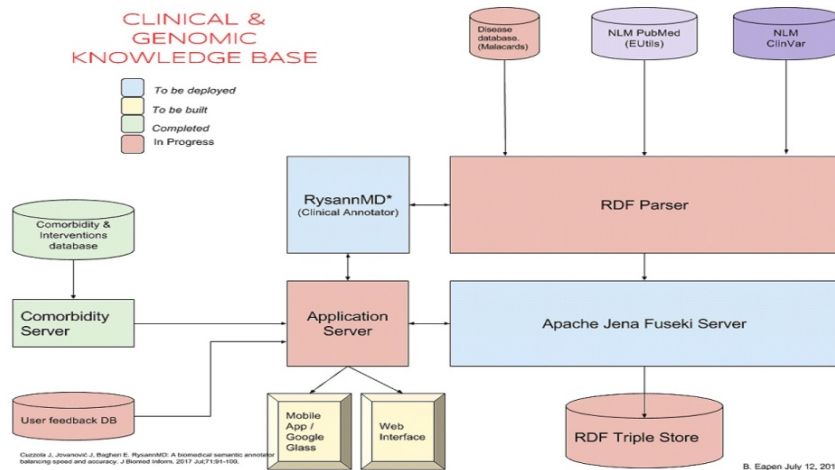 CLINICAL &
GENOMIC
KNOWLEDGE BASE
To be deployed
To be built
Completed
In Progress
Disease
database.
(Malacards)
NLM PubMed
(EUtils)
NLM
ClinVar
RysannMD*
(Clinical Annotator)
RDF Parser
Comorbidity &
Interventions
database
Comorbidity
Server
Application
Server
Apache Jena Fuseki Server
User feedback DB
Mobile
App /
Google
Glass
Web
Interface
RDF Triple Store
Cuzzola J, Jovanović J, Bagheri E, RysannMD: A biomedical semantic annotator
balancing speed and accuracy. J Biomed Inform. 2017 Jul;71:91-109.
B. Eapen July 12, 201